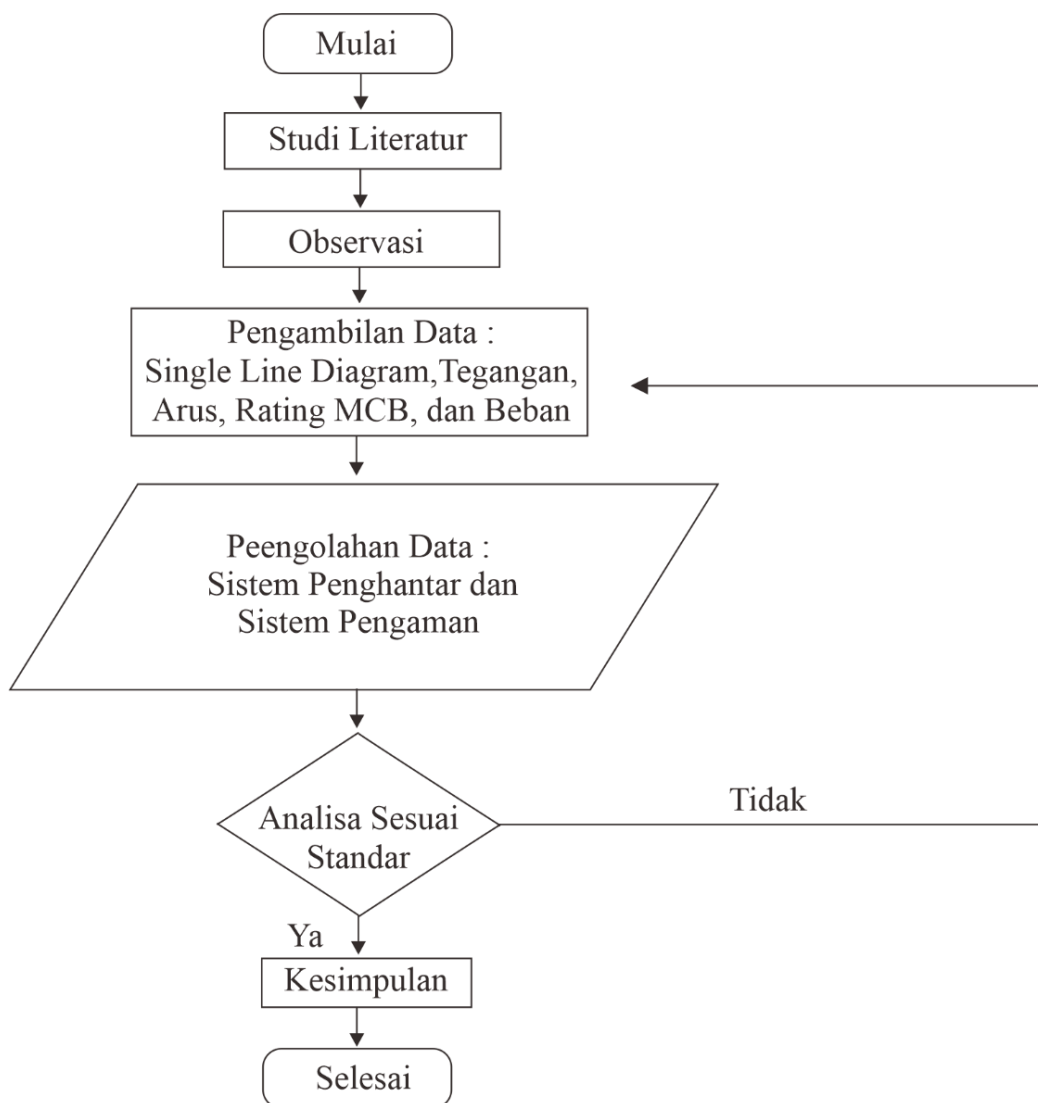 Mulai
Studi Literatur
Observasi
Pengambilan Data :
Single Line Diagram,Tegangan,
Arus, Rating MCB, dan Beban
Peengolahan Data :
Sistem Penghantar dan
Sistem Pengaman
Analisa Sesuai
Standar
Tidak
Ya
Kesimpulan
Selesai